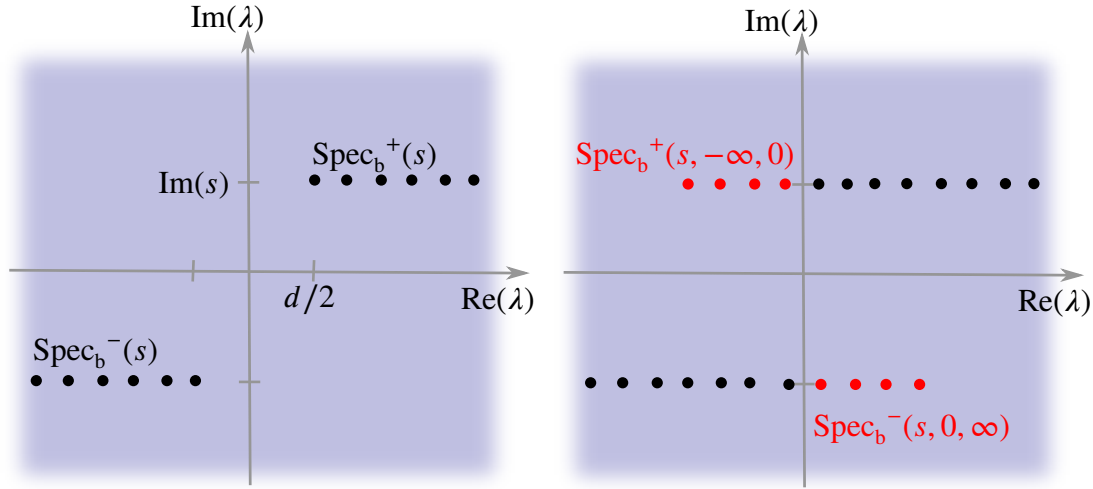 Im(λ)
Spec_b⁺(s)
Im(s)
d/2
Re(λ)
Spec_b⁻(s)
Im(λ)
Spec_b⁺(s, −∞, 0)
Re(λ)
Spec_b⁻(s, 0, ∞)